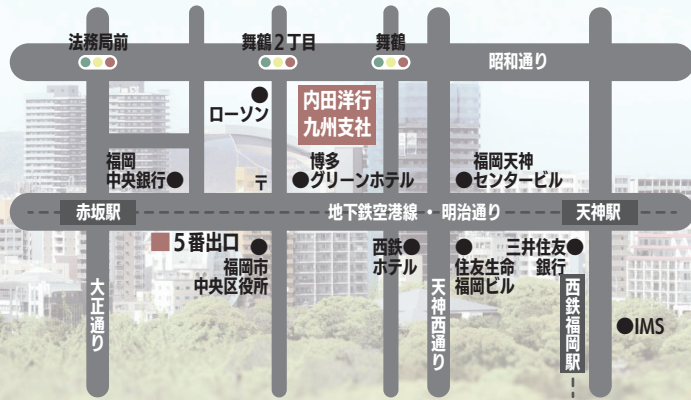 法務局前
舞鶴2丁目
舞鶴
昭和通り
ローソン
内田洋行
九州支社
福岡
中央銀行
〒
博多
グリーンホテル
福岡天神
センタービル
赤坂駅
地下鉄空港線・明治通り
天神駅
5番出口
福岡市
中央区役所
西鉄
ホテル
住友生命
福岡ビル
三井住友
銀行
大正通り
天神西通り
西鉄福岡駅
IMS